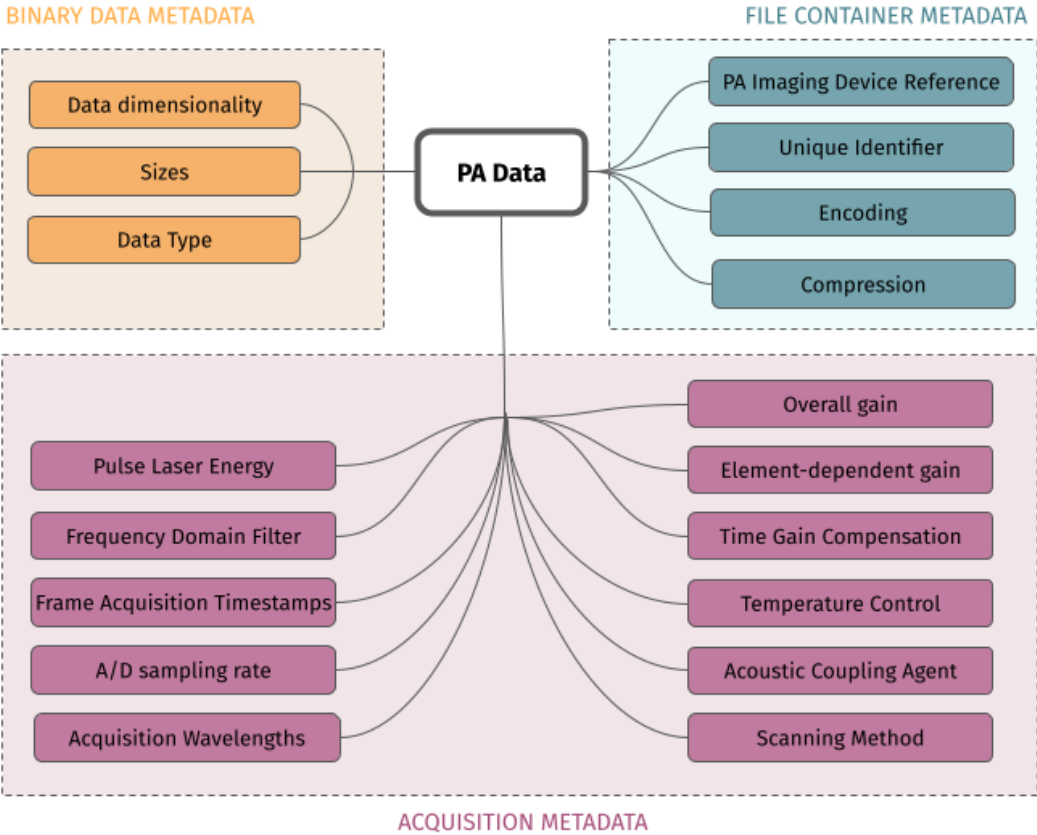 BINARY DATA METADATA
FILE CONTAINER METADATA
Data dimensionality
Sizes
Data Type
PA Data
PA Imaging Device Reference
Unique Identifier
Encoding
Compression
Pulse Laser Energy
Frequency Domain Filter
Frame Acquisition Timestamps
A/D sampling rate
Acquisition Wavelengths
Overall gain
Element-dependent gain
Time Gain Compensation
Temperature Control
Acoustic Coupling Agent
Scanning Method
ACQUISITION METADATA